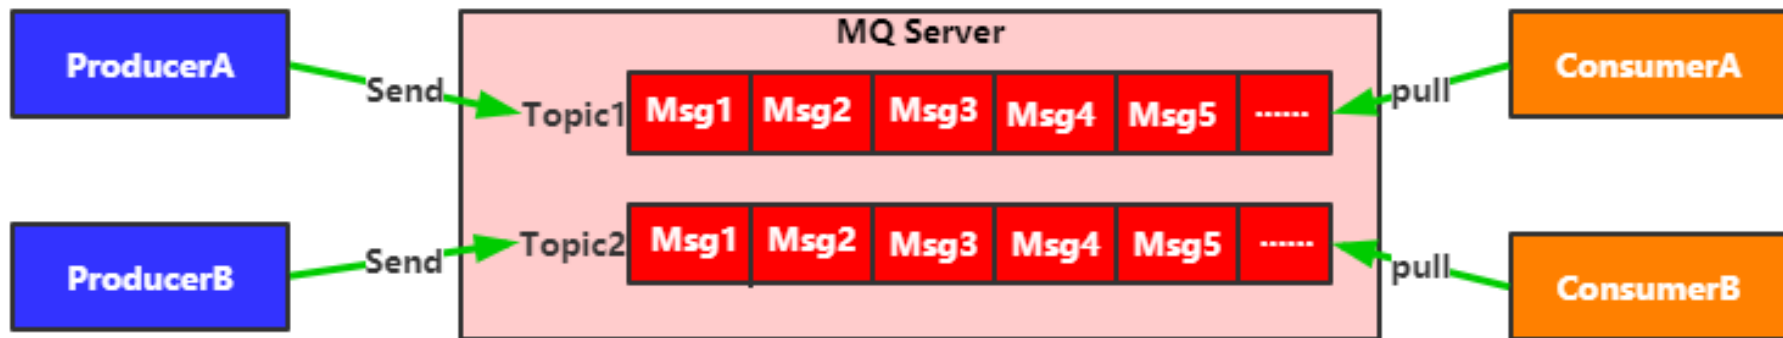 MQ Server
ProducerA
Send
Topic1
Msg1 Msg2 Msg3 Msg4 Msg5 ......
pull
ConsumerA
ProducerB
Send
Topic2
Msg1 Msg2 Msg3 Msg4 Msg5 ......
pull
ConsumerB